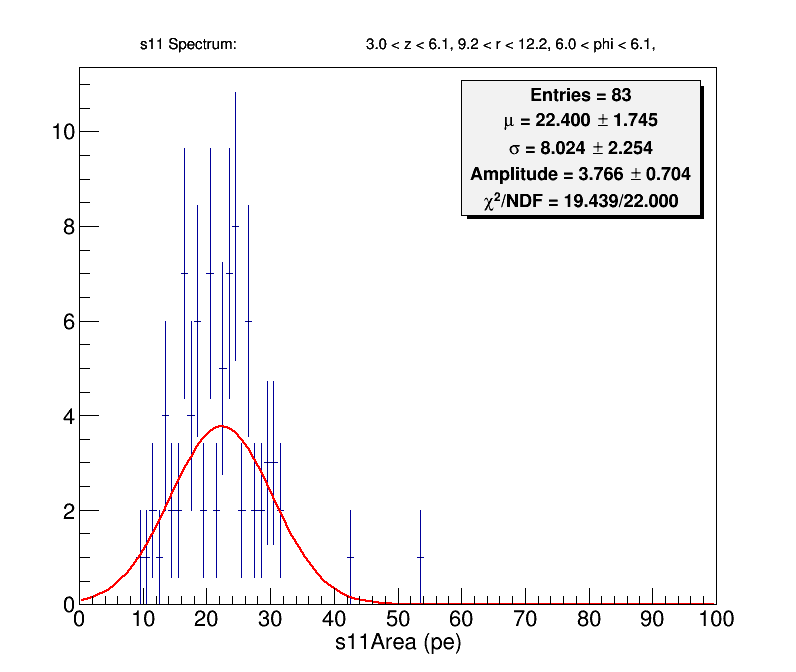 s11 Spectrum: 3.0 < z < 6.1, 9.2 < r < 12.2, 6.0 < phi < 6.1,
Entries = 83
μ = 22.400 ± 1.745
σ = 8.024 ± 2.254
Amplitude = 3.766 ± 0.704
χ²/NDF = 19.439/22.000
10
8
6
4
2
0
0 10 20 30 40 50 60 70 80 90 100
s11Area (pe)